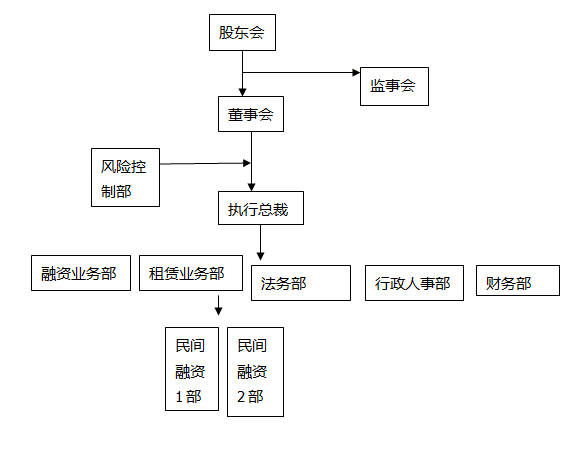 股东会
监事会
董事会
风险控
制部
执行总裁
融资业务部
租赁业务部
法务部
行政人事部
财务部
民间
融资
1部
民间
融资
2部